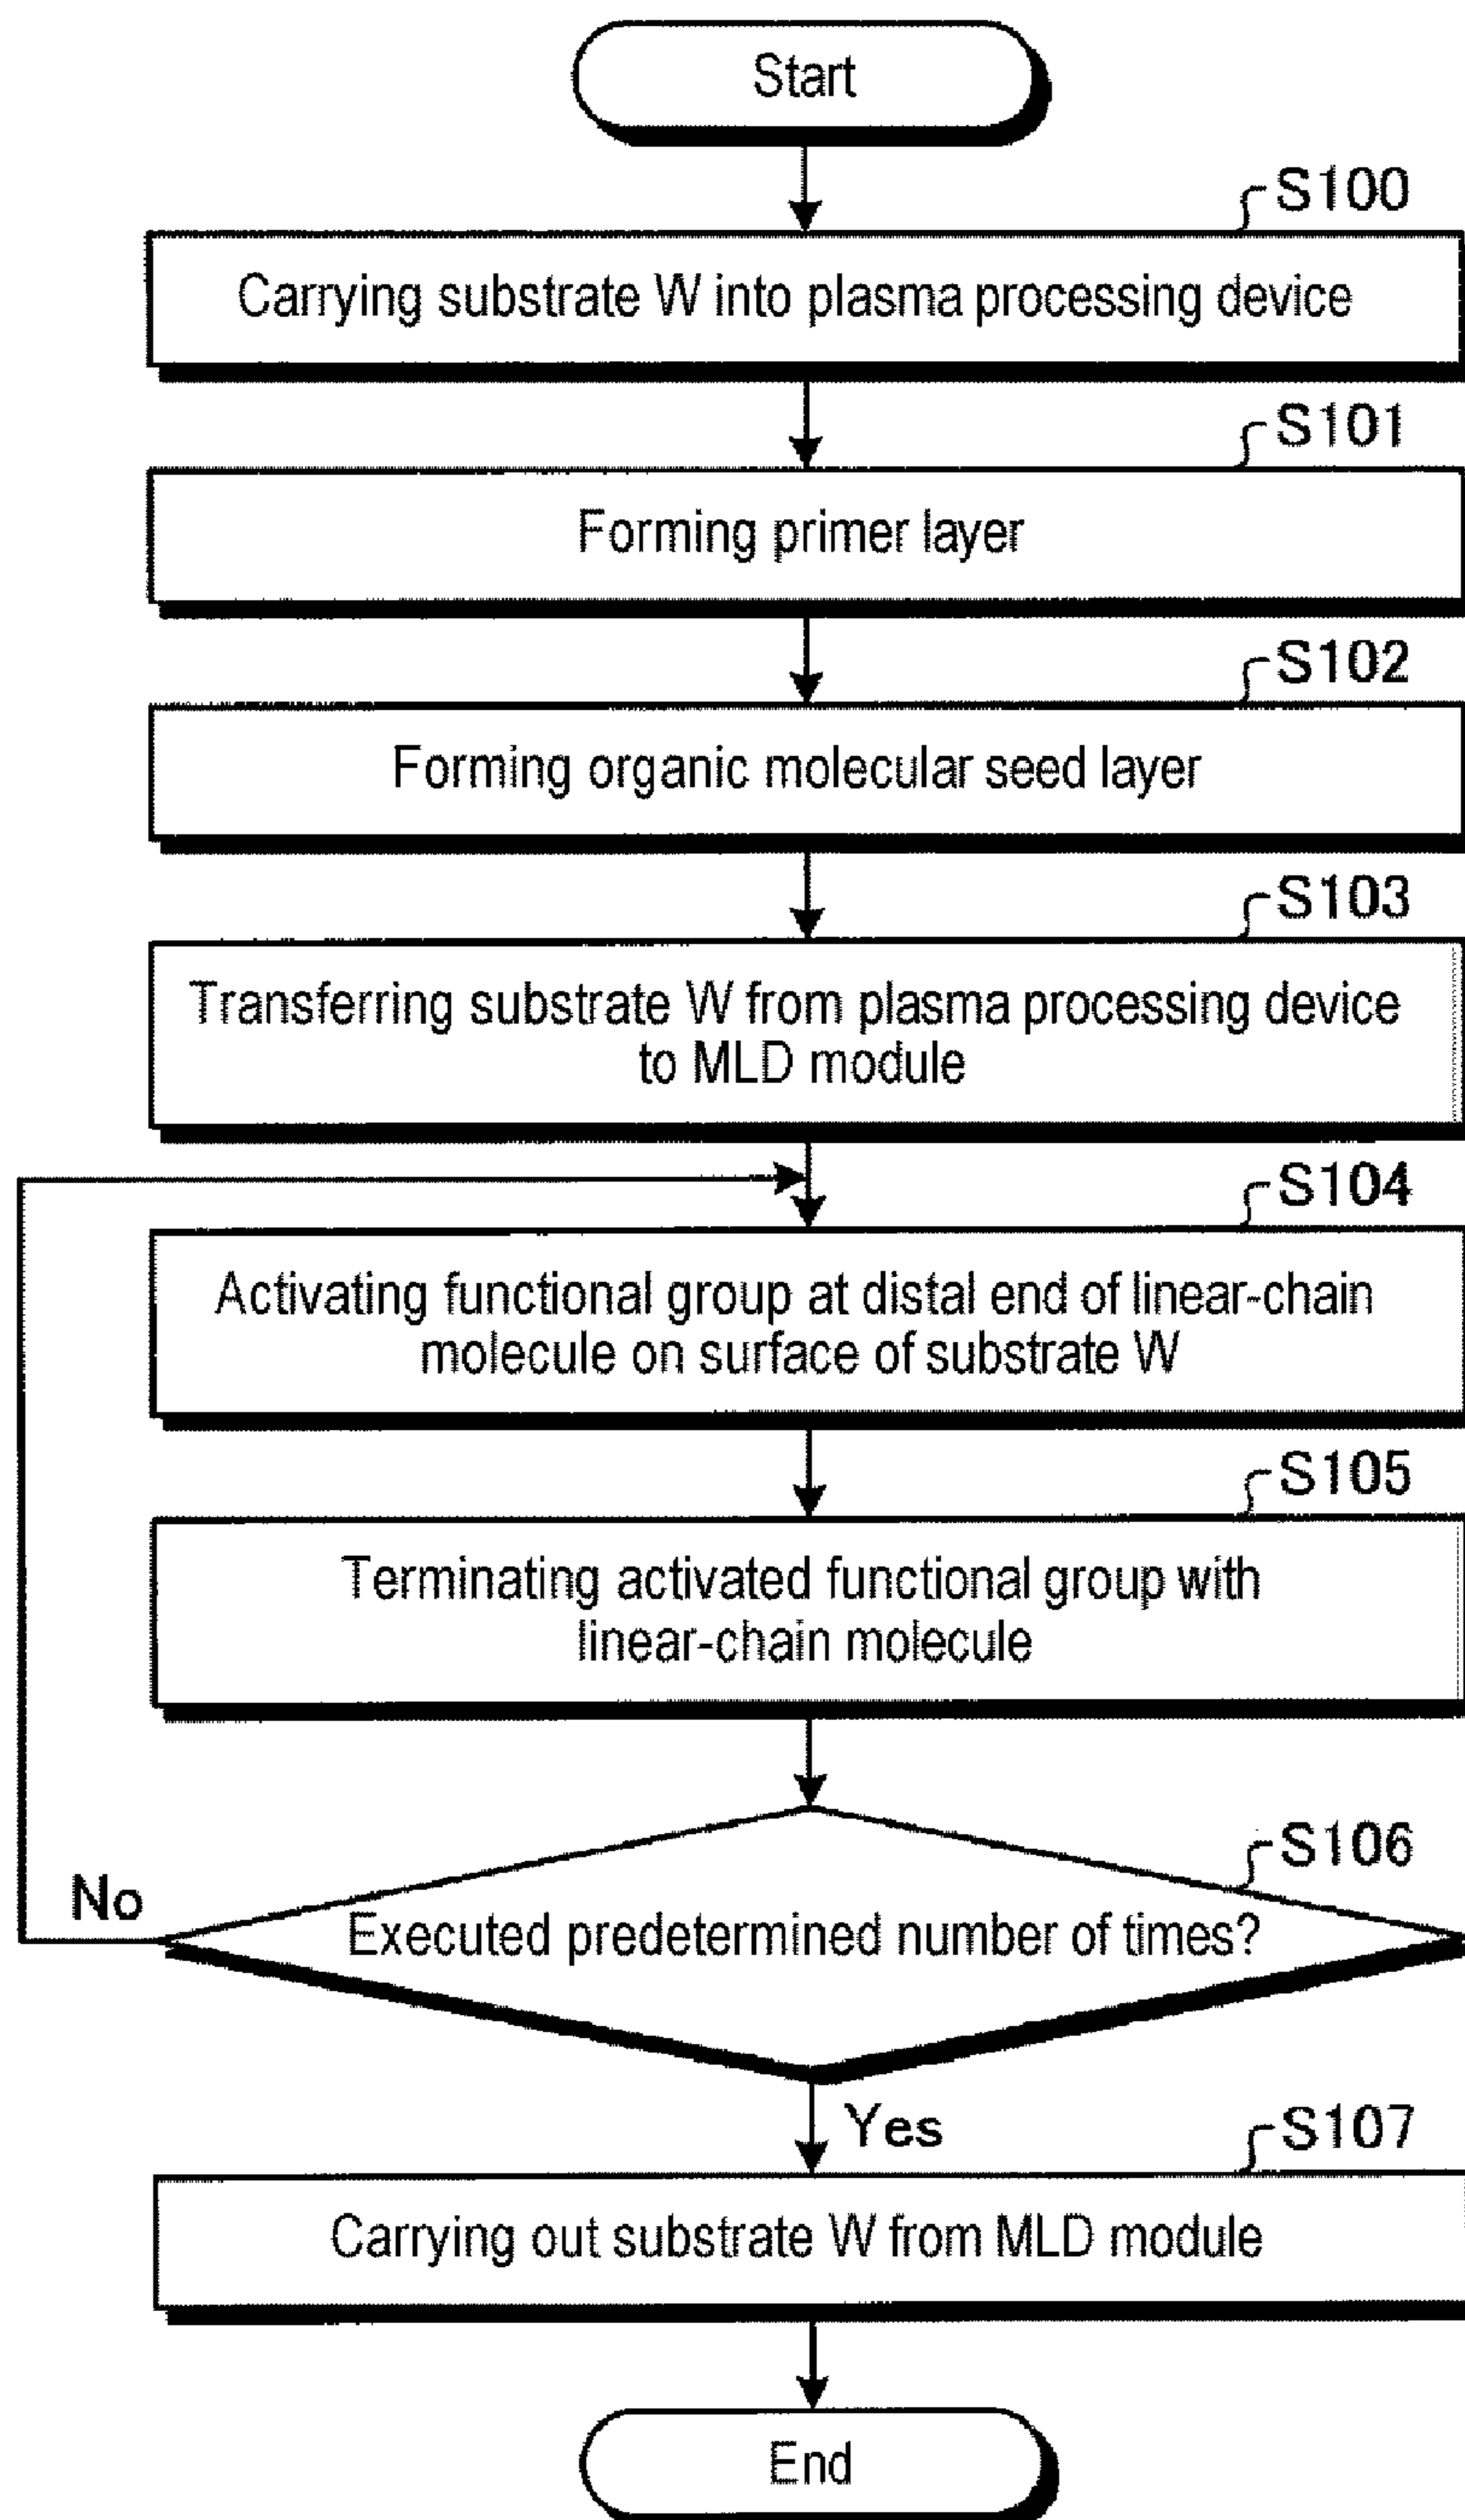 Start
S100
Carrying substrate W into plasma processing device
S101
Forming primer layer
S102
Forming organic molecular seed layer
S103
Transferring substrate W from plasma processing device
to MLD module
S104
Activating functional group at distal end of linear-chain
molecule on surface of substrate W
S105
Terminating activated functional group with
linear-chain molecule
S106
No
Executed predetermined number of times?
Yes
S107
Carrying out substrate W from MLD module
End